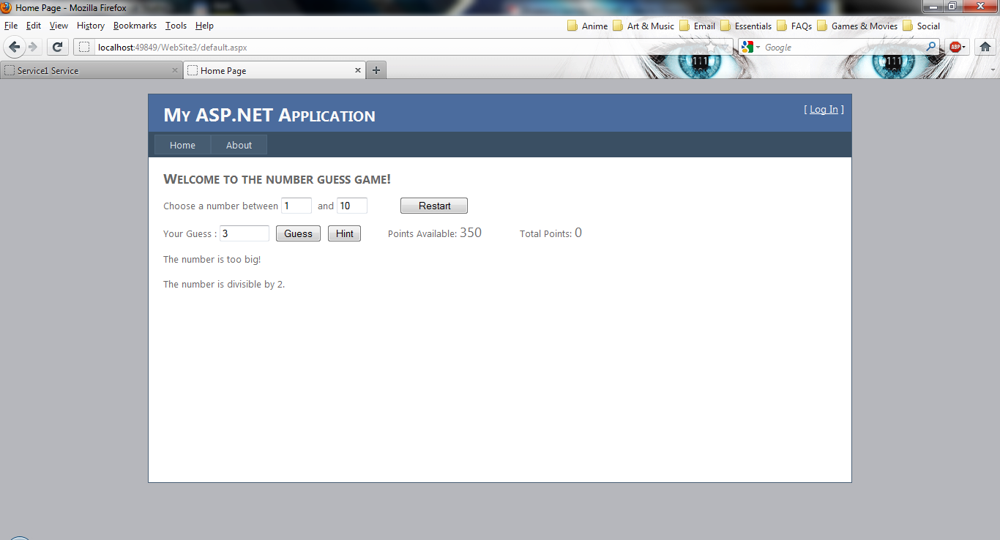 Home Page - Mozilla Firefox
File Edit View History Bookmarks Tools Help
Anime Art & Music Email Essentials FAQs Games & Movies Social
localhost:49849/WebSite3/default.aspx
Google
ABP
Service1 Service
Home Page
My ASP.NET Application
[ Log In ]
Home About
Welcome to the number guess game!
Choose a number between 1 and 10 Restart
Your Guess : 3 Guess Hint Points Available: 350 Total Points: 0
The number is too big!
The number is divisible by 2.